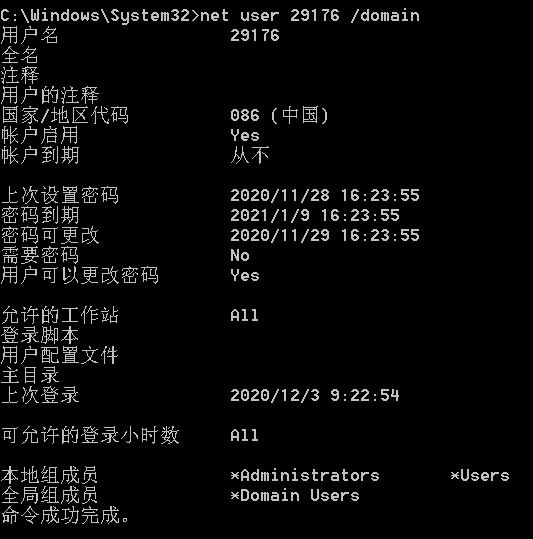 C:\Windows\System32>net user 29176 /domain
用户名 29176
全名
注释
用户的注释
国家/地区代码 086 (中国)
帐户启用 Yes
帐户到期 从不
上次设置密码 2020/11/28 16:23:55
密码到期 2021/1/9 16:23:55
密码可更改 2020/11/29 16:23:55
需要密码 No
用户可以更改密码 Yes
允许的工作站 All
登录脚本
用户配置文件
主目录
上次登录 2020/12/3 9:22:54
可允许的登录小时数 All
本地组成员 *Administrators *Users
全局组成员 *Domain Users
命令成功完成。